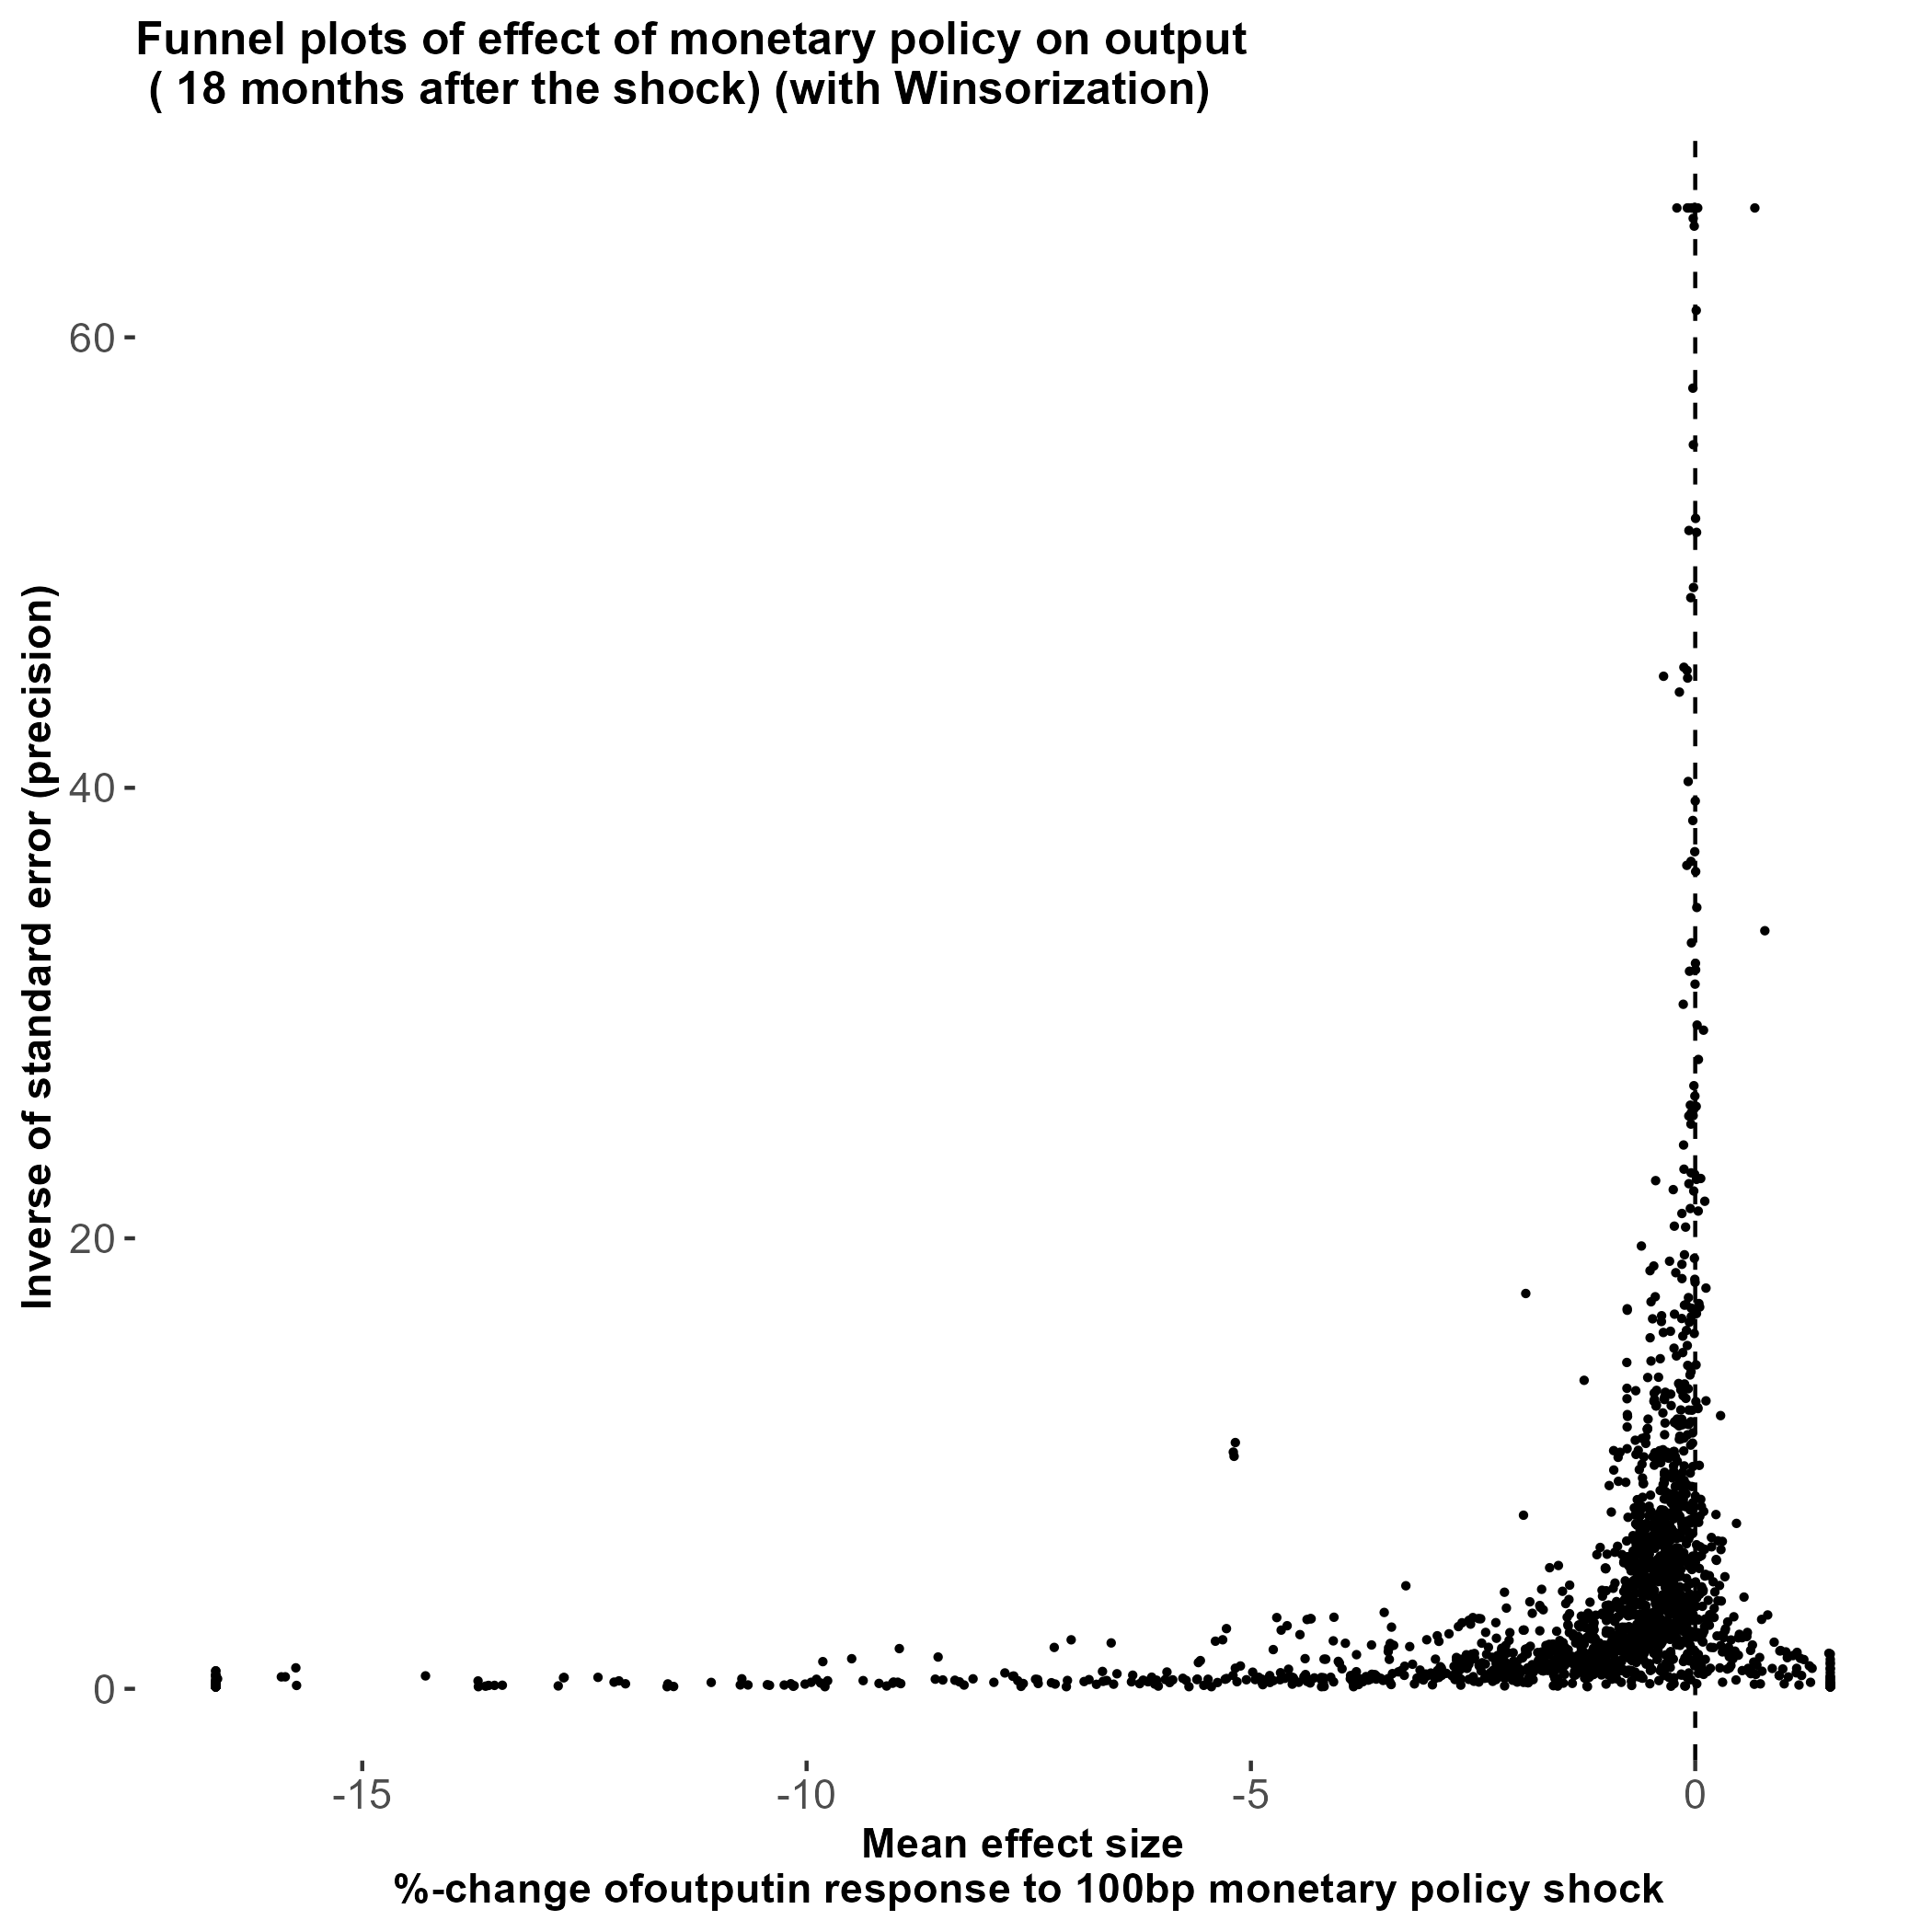 Funnel plots of effect of monetary policy on output
( 18 months after the shock) (with Winsorization)
Inverse of standard error (precision)
60
40
20
0
-15
-10
-5
0
Mean effect size
%-change ofoutputin response to 100bp monetary policy shock